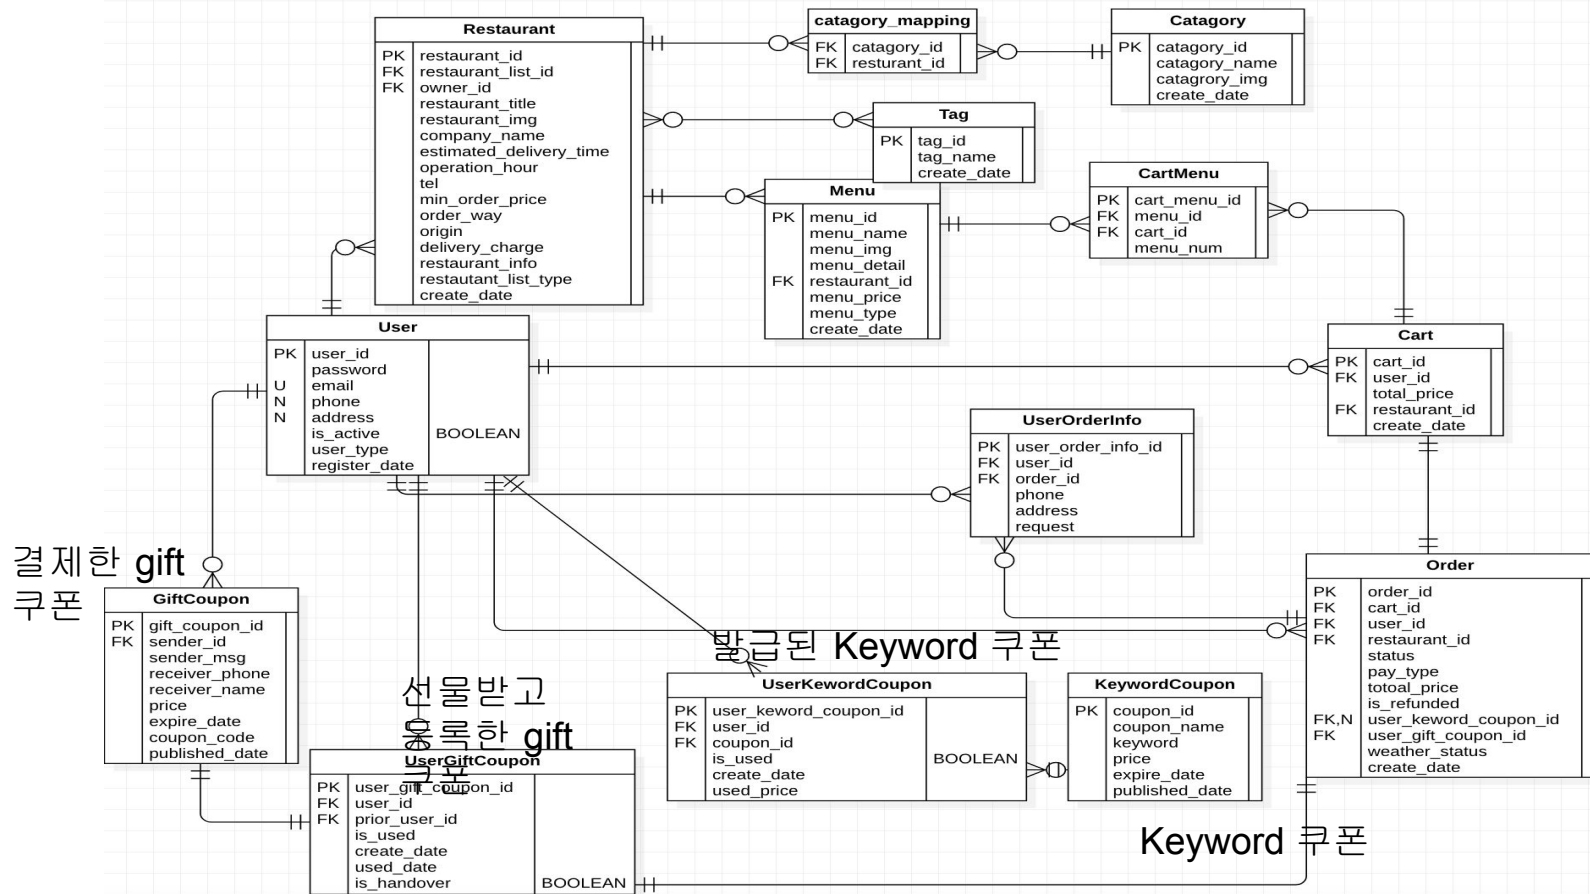 Restaurant
PK restaurant_id
FK restaurant_list_id
FK owner_id
restaurant_title
restaurant_img
company_name
estimated_delivery_time
operation_hour
tel
min_order_price
order_way
origin
delivery_charge
restaurant_info
restautant_list_type
create_date
catagory_mapping
FK catagory_id
FK resturant_id
Catagory
PK catagory_id
catagory_name
catagrory_img
create_date
Tag
PK tag_id
tag_name
create_date
Menu
PK menu_id
menu_name
menu_img
menu_detail
FK restaurant_id
menu_price
menu_type
create_date
CartMenu
PK cart_menu_id
FK menu_id
FK cart_id
menu_num
User
PK user_id
password
U email
N phone
N address
is_active BOOLEAN
user_type
register_date
Cart
PK cart_id
FK user_id
total_price
FK restaurant_id
create_date
UserOrderInfo
PK user_order_info_id
FK user_id
FK order_id
phone
address
request
결제한 gift
쿠폰
GiftCoupon
PK gift_coupon_id
FK sender_id
sender_msg
receiver_phone
receiver_name
price
expire_date
coupon_code
published_date
선물받고
등록한 gift
쿠폰
UserGiftCoupon
PK user_gift_coupon_id
FK user_id
FK prior_user_id
is_used
create_date
used_date
is_handover BOOLEAN
발급된 Keyword 쿠폰
UserKewordCoupon
PK user_keword_coupon_id
FK user_id
FK coupon_id
is_used BOOLEAN
create_date
used_price
KeywordCoupon
PK coupon_id
coupon_name
keyword
price
expire_date
published_date
Keyword 쿠폰
Order
PK order_id
FK cart_id
FK user_id
FK restaurant_id
status
pay_type
totoal_price
is_refunded
FK,N user_keword_coupon_id
FK user_gift_coupon_id
weather_status
create_date